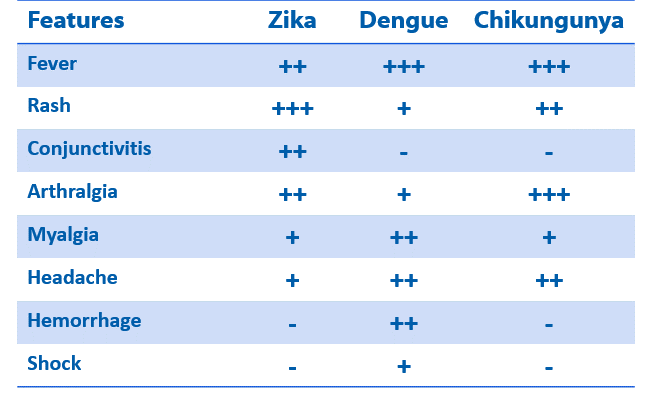 Features Zika Dengue Chikungunya
Fever ++ +++ +++
Rash +++ + ++
Conjunctivitis ++ - -
Arthralgia ++ + +++
Myalgia + ++ +
Headache + ++ ++
Hemorrhage - ++ -
Shock - + -